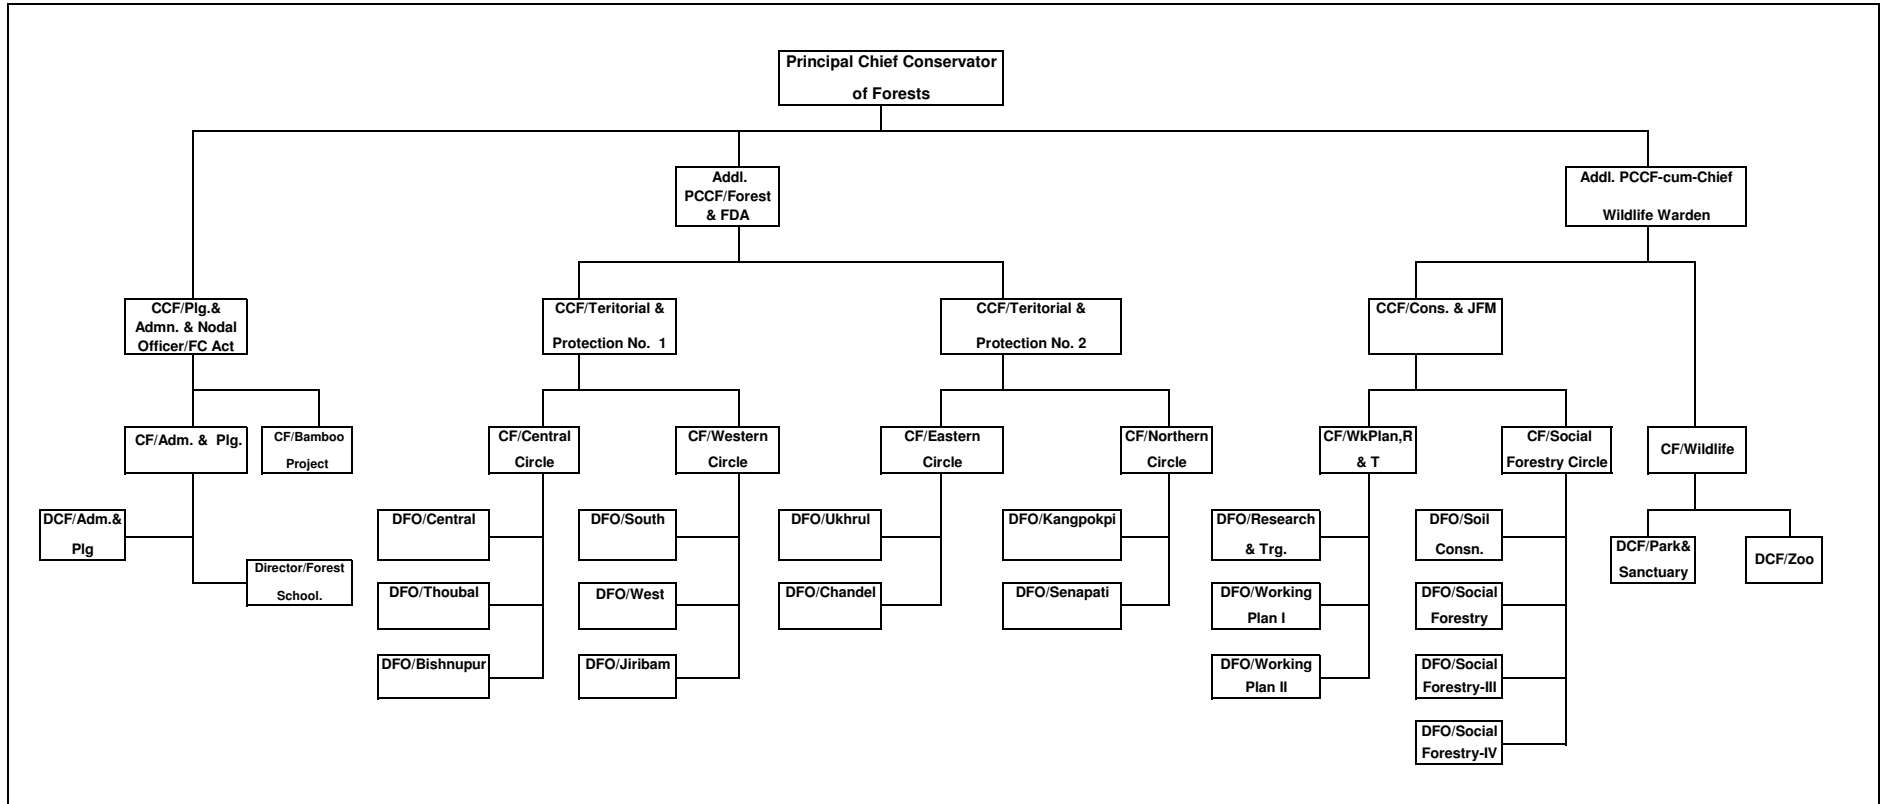 Principal Chief Conservator
of Forests
Addl.
PCCF/Forest
& FDA
Addl. PCCF-cum-Chief
Wildlife Warden
CCF/Plg.&
Admn. & Nodal
Officer/FC Act
CCF/Teritorial &
Protection No. 1
CCF/Teritorial &
Protection No. 2
CCF/Cons. & JFM
CF/Adm. & Plg.
CF/Bamboo
Project
CF/Central
Circle
CF/Western
Circle
CF/Eastern
Circle
CF/Northern
Circle
CF/WkPlan,R
& T
CF/Social
Forestry Circle
CF/Wildlife
DCF/Adm.&
Plg
DFO/Central
DFO/South
DFO/Ukhrul
DFO/Kangpokpi
DFO/Research
& Trg.
DFO/Soil
Consn.
DCF/Park&
Sanctuary
DCF/Zoo
Director/Forest
School.
DFO/Thoubal
DFO/West
DFO/Chandel
DFO/Senapati
DFO/Working
Plan I
DFO/Social
Forestry
DFO/Bishnupur
DFO/Jiribam
DFO/Working
Plan II
DFO/Social
Forestry-III
DFO/Social
Forestry-IV